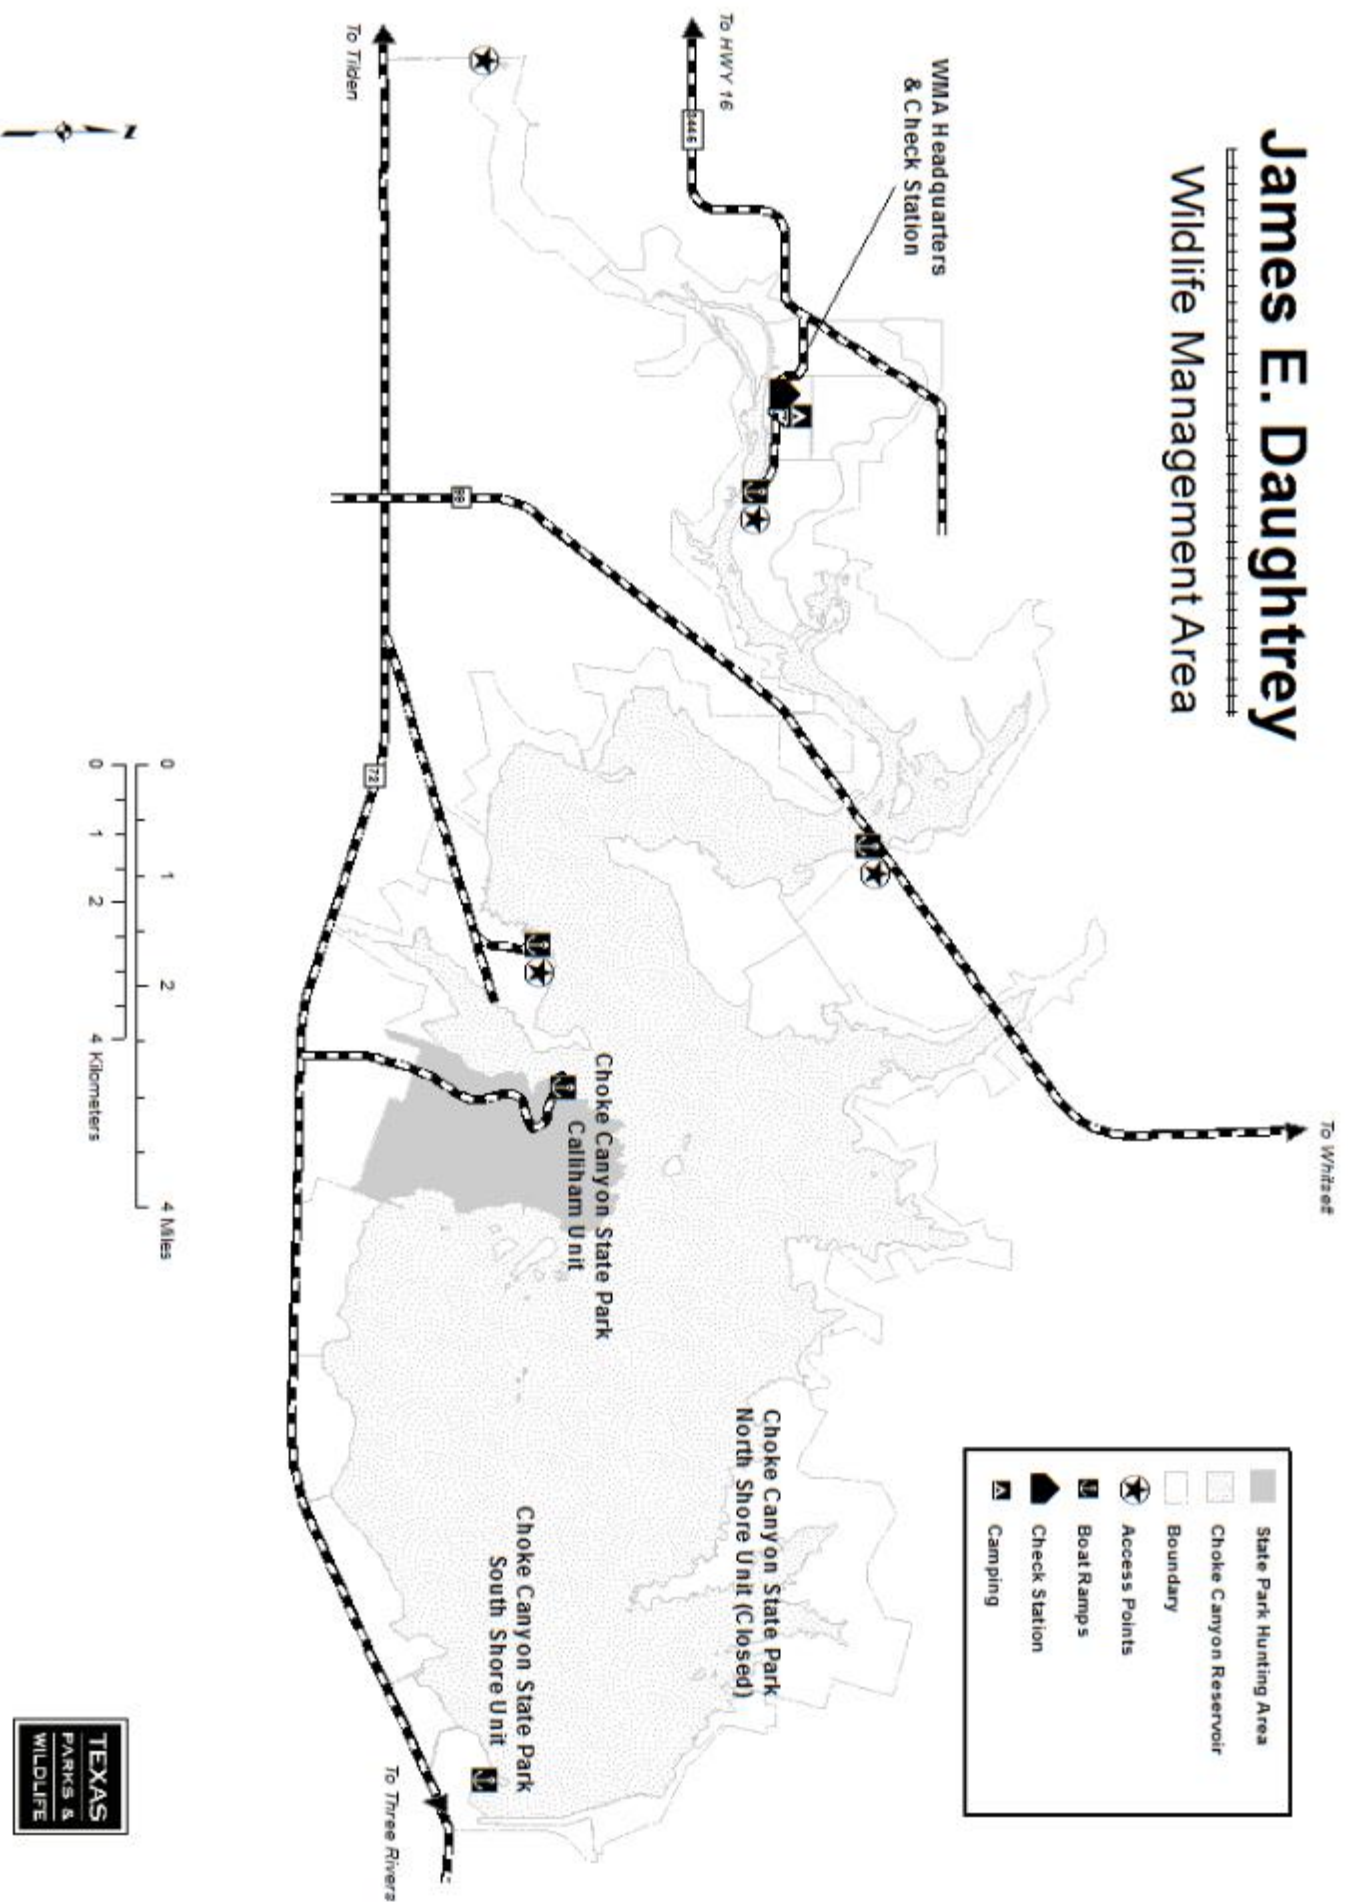 James E. Daughtrey
Wildlife Management Area
WMA Headquarters
& Check Station
To HWY 16
To Tilden
N
99
72
To Whitsett
Choke Canyon State Park
Calliham Unit
Choke Canyon State Park
North Shore Unit (Closed)
Choke Canyon State Park
South Shore Unit
To Three Rivers
State Park Hunting Area
Choke Canyon Reservoir
Boundary
Access Points
Boat Ramps
Check Station
Camping
0 1 2 4 Miles
0 1 2 4 Kilometers
TEXAS
PARKS &
WILDLIFE